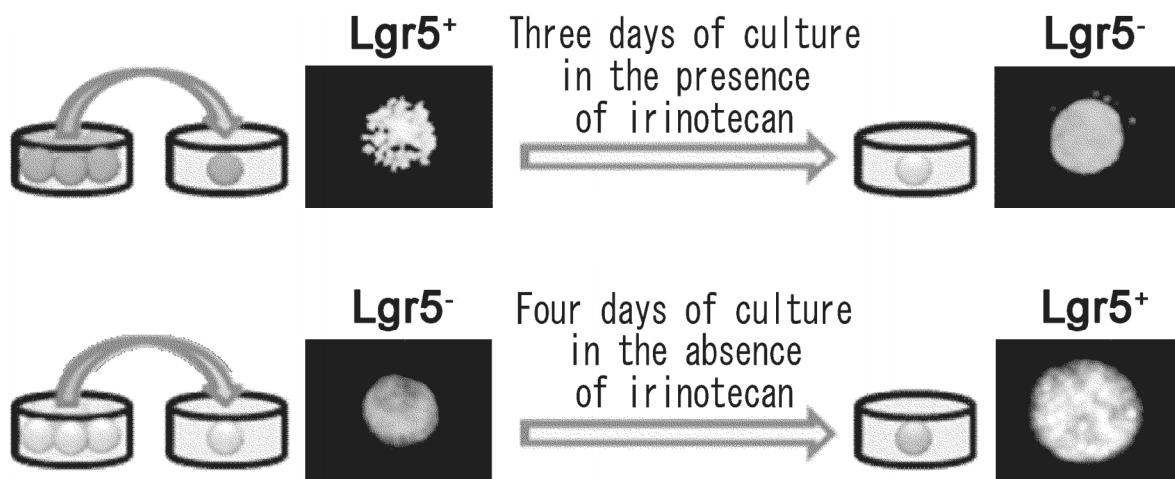 Lgr5⁺
Three days of culture
in the presence
of irinotecan
Lgr5⁻
Lgr5⁻
Four days of culture
in the absence
of irinotecan
Lgr5⁺